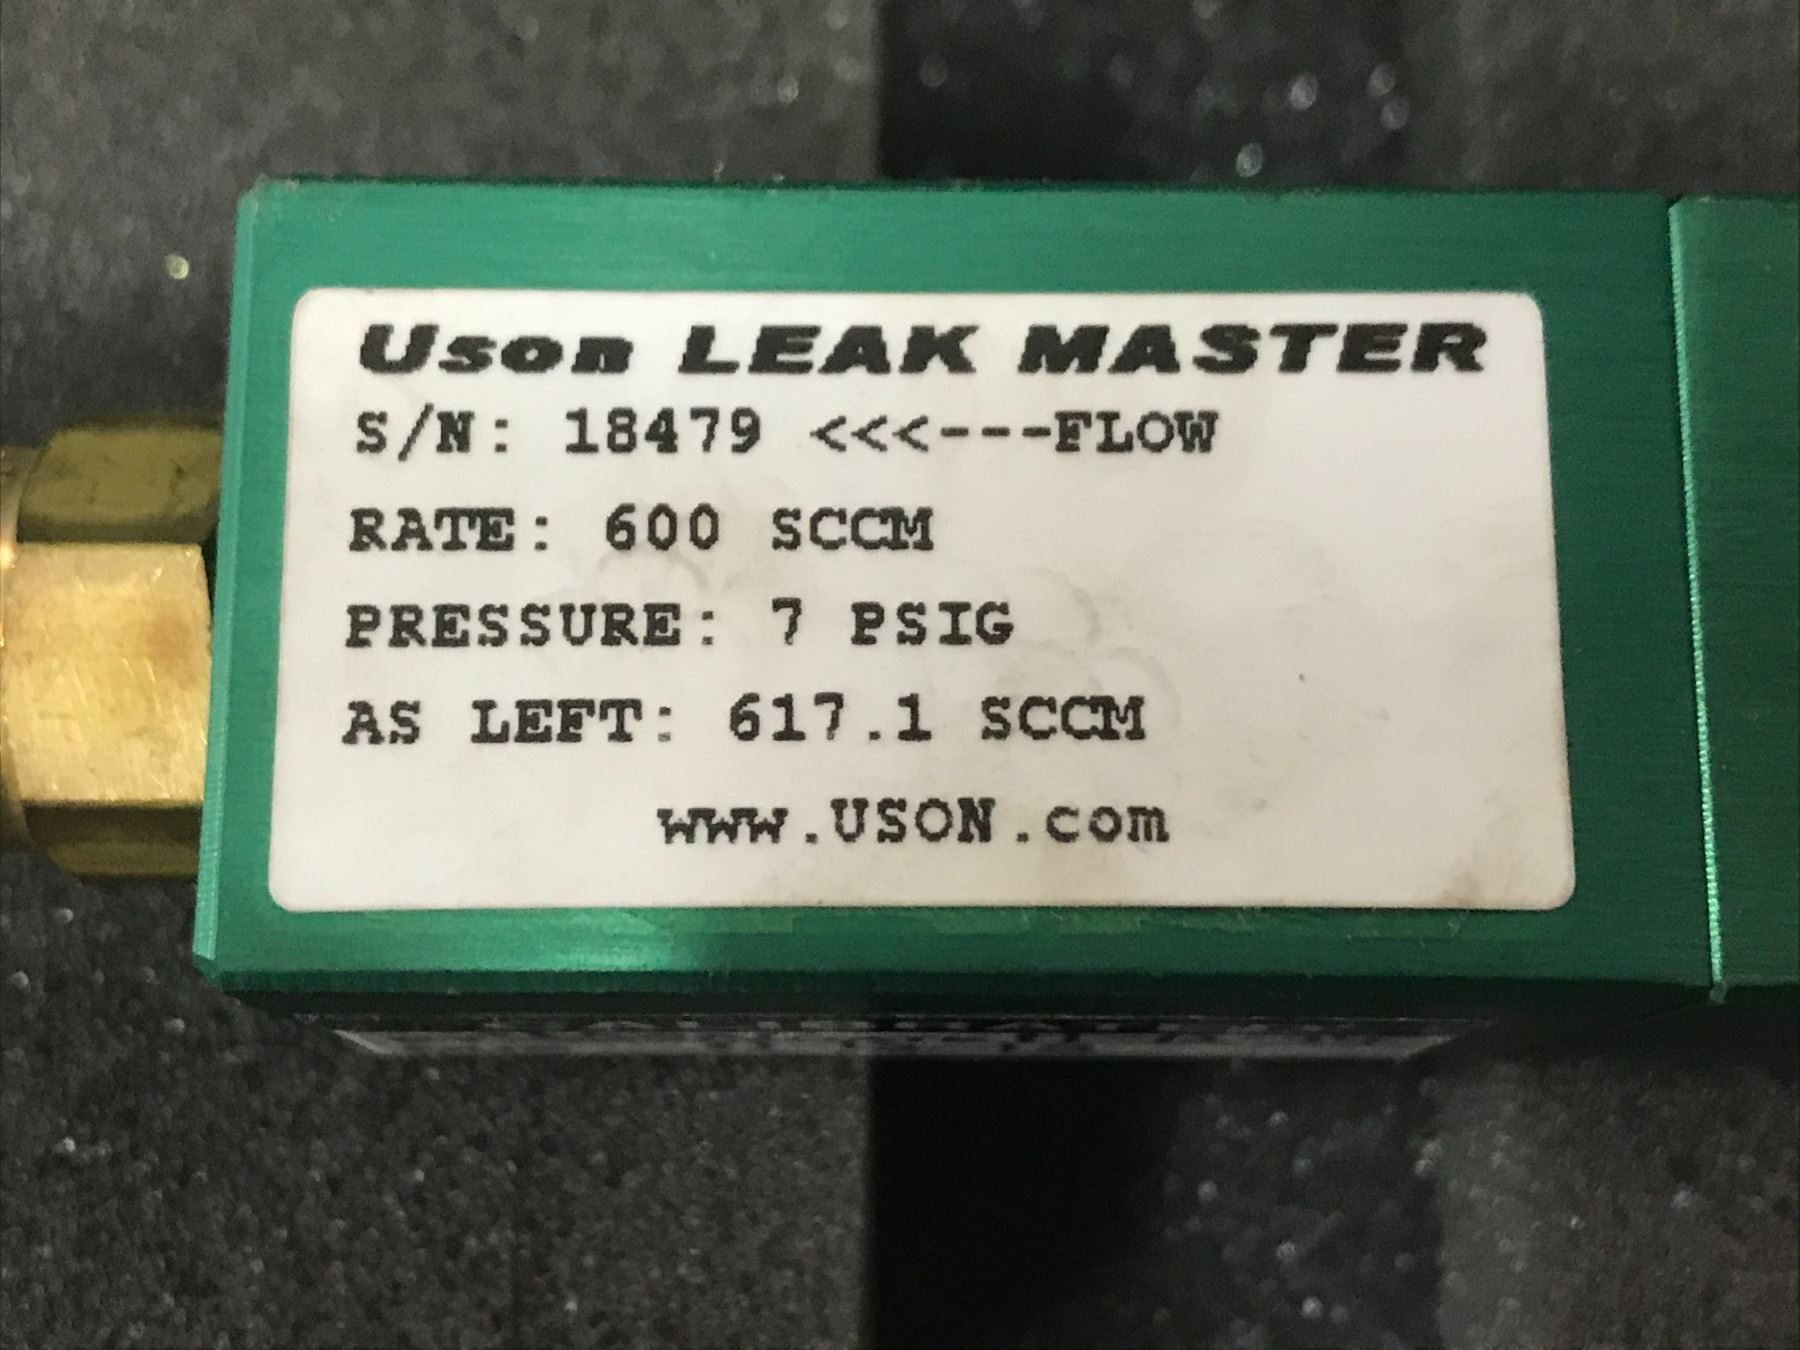 Uson LEAK MASTER
S/N: 18479 <<<---FLOW
RATE: 600 SCCM
PRESSURE: 7 PSIG
AS LEFT: 617.1 SCCM
www.USON.com